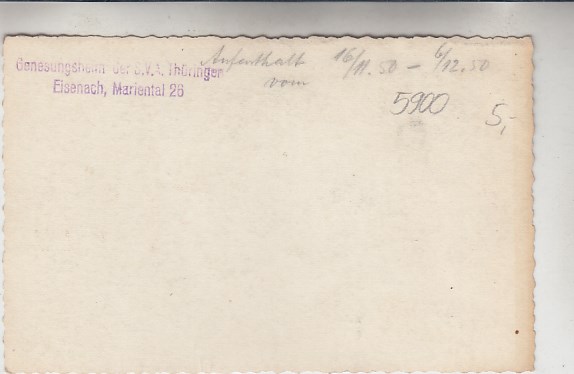 Genesungsheim der S.V.A. Thüringen
Eisenach, Mariental 26
Aufenthalt
vom
16/11.50 – 6/12.50
5900
5,-